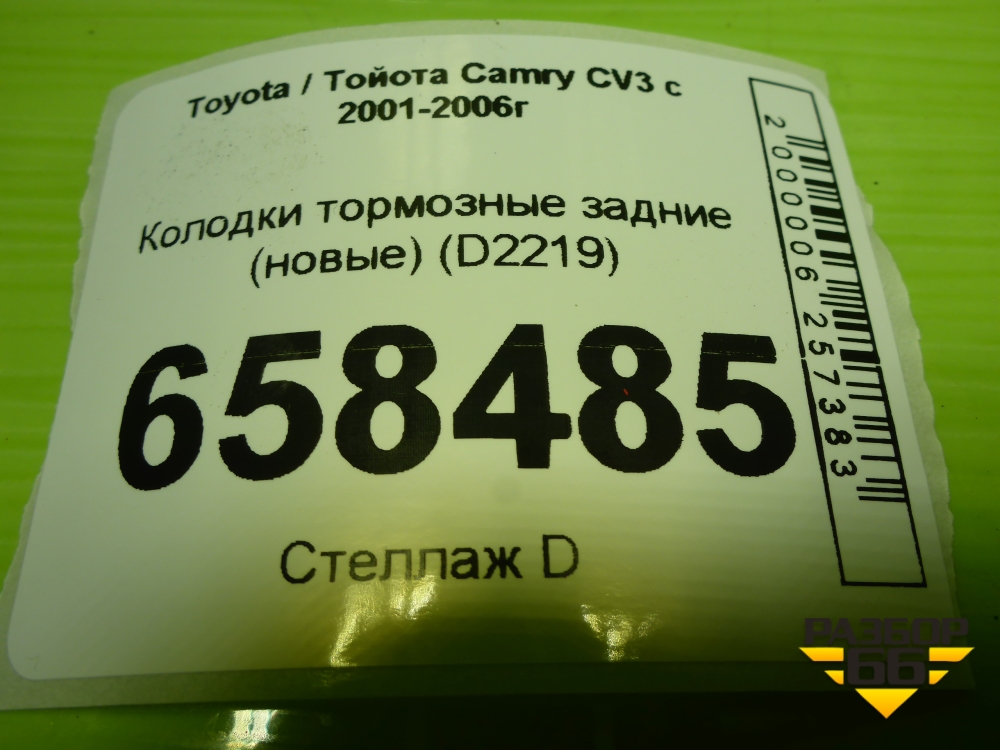 Toyota / Тойота Camry CV3 с
2001-2006г
Колодки тормозные задние
(новые) (D2219)
658485
Стеллаж D
2000006257383
РАЗБОР
66